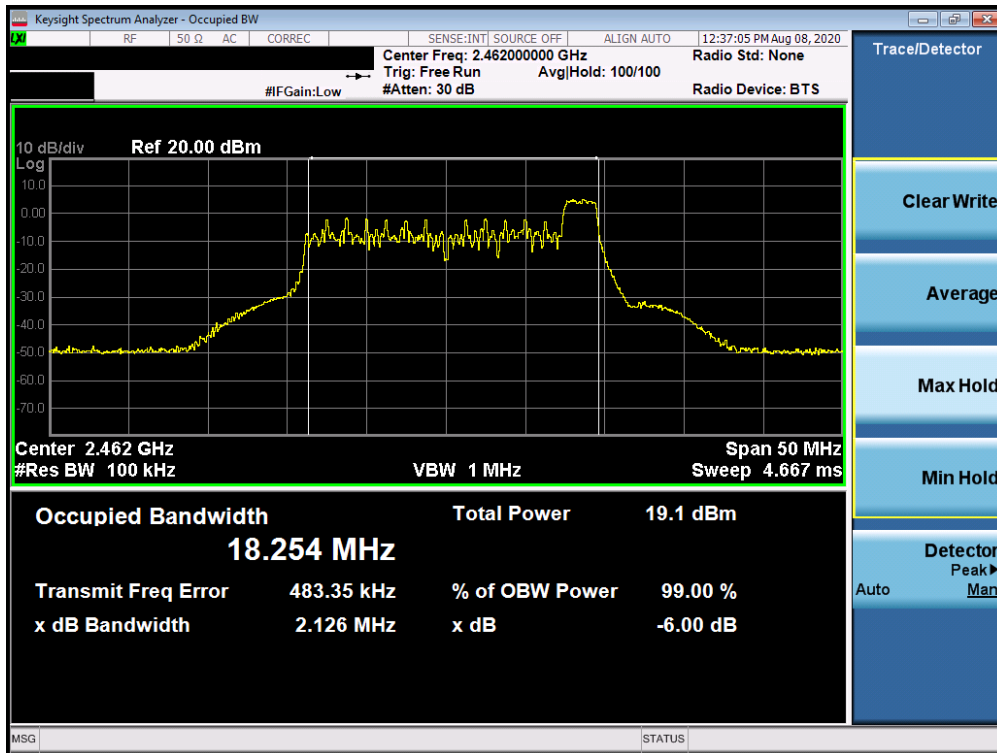 Keysight Spectrum Analyzer - Occupied BW
LXI RF 50 Ω AC CORREC SENSE:INT SOURCE OFF ALIGN AUTO 12:37:05 PM Aug 08, 2020
Center Freq: 2.462000000 GHz Radio Std: None
Trig: Free Run Avg|Hold: 100/100
#IFGain:Low #Atten: 30 dB Radio Device: BTS
Trace/Detector
10 dB/div Ref 20.00 dBm
Log
10.0
0.00
-10.0
-20.0
-30.0
-40.0
-50.0
-60.0
-70.0
Center 2.462 GHz Span 50 MHz
#Res BW 100 kHz VBW 1 MHz Sweep 4.667 ms
Occupied Bandwidth Total Power 19.1 dBm
18.254 MHz
Transmit Freq Error 483.35 kHz % of OBW Power 99.00 %
x dB Bandwidth 2.126 MHz x dB -6.00 dB
Clear Write
Average
Max Hold
Min Hold
Detector
Peak▶
Auto Man
MSG STATUS